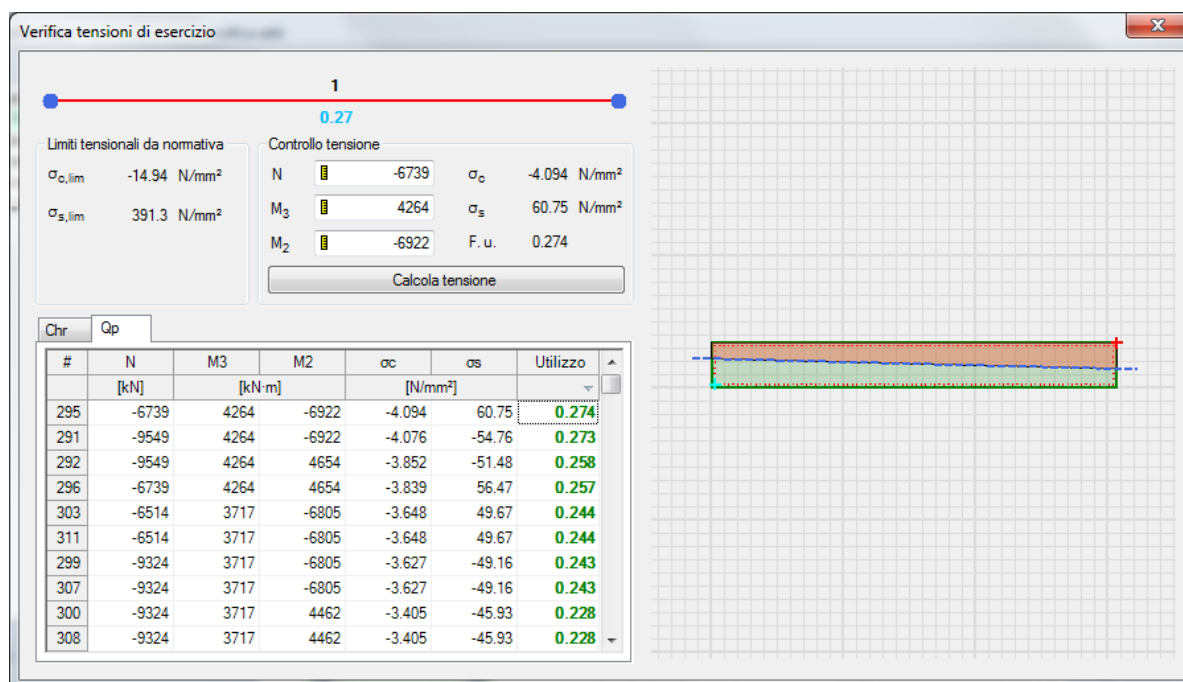 Verifica tensioni di esercizio
1
0.27
Limiti tensionali da normativa
σc,lim -14.94 N/mm²
σs,lim 391.3 N/mm²
Controllo tensione
N -6739 σc -4.094 N/mm²
M3 4264 σs 60.75 N/mm²
M2 -6922 F. u. 0.274
Calcola tensione
Chr Qp
# N M3 M2 σc σs Utilizzo
[kN] [kN·m] [N/mm²]
295 -6739 4264 -6922 -4.094 60.75 0.274
291 -9549 4264 -6922 -4.076 -54.76 0.273
292 -9549 4264 4654 -3.852 -51.48 0.258
296 -6739 4264 4654 -3.839 56.47 0.257
303 -6514 3717 -6805 -3.648 49.67 0.244
311 -6514 3717 -6805 -3.648 49.67 0.244
299 -9324 3717 -6805 -3.627 -49.16 0.243
307 -9324 3717 -6805 -3.627 -49.16 0.243
300 -9324 3717 4462 -3.405 -45.93 0.228
308 -9324 3717 4462 -3.405 -45.93 0.228